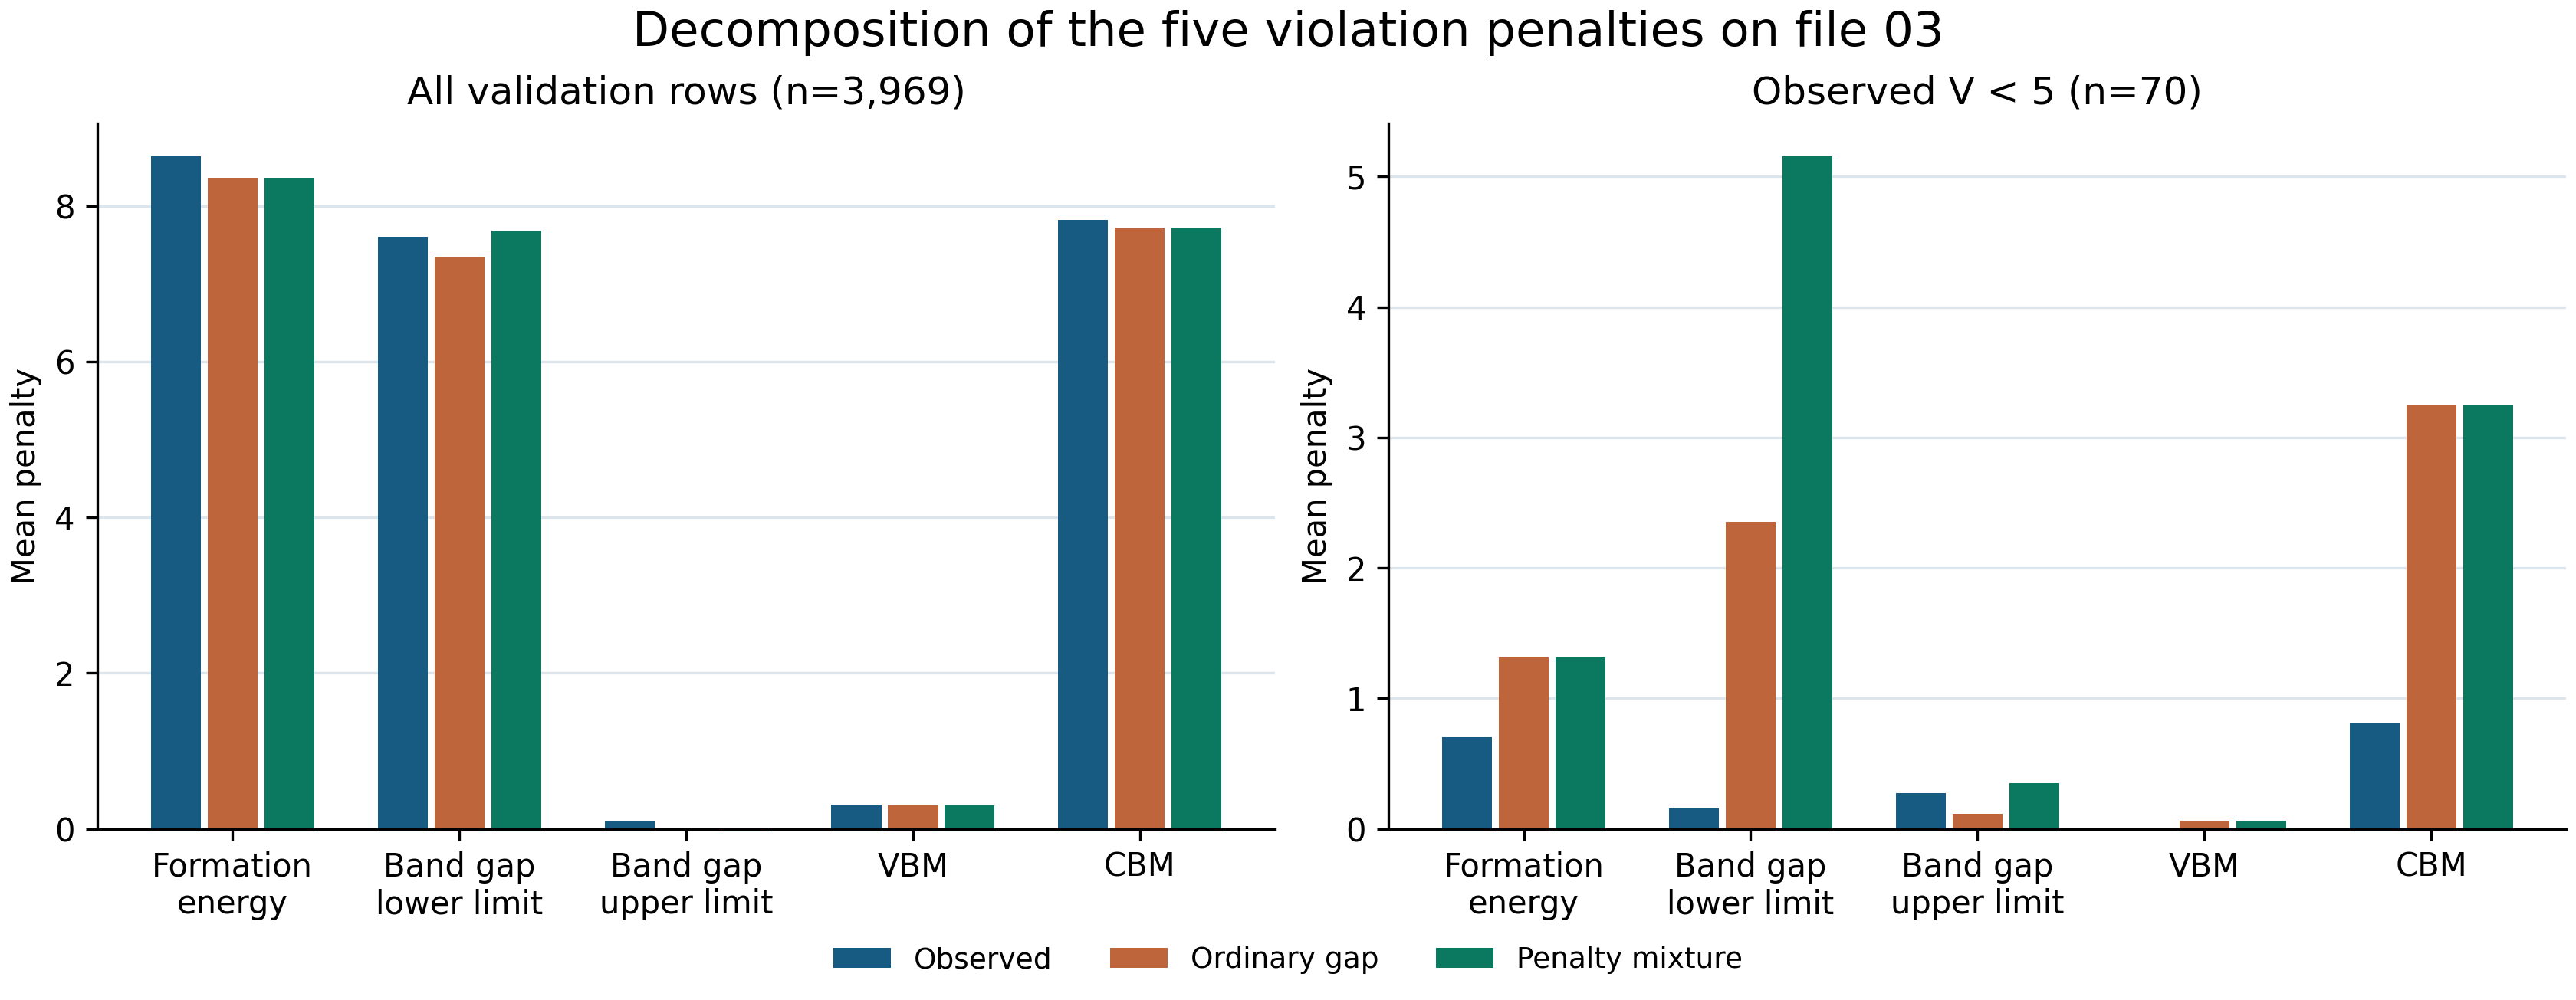 Decomposition of the five violation penalties on file 03
All validation rows (n=3,969)
Mean penalty
8
6
4
2
0
Formation
energy
Band gap
lower limit
Band gap
upper limit
VBM
CBM
Observed V < 5 (n=70)
Mean penalty
5
4
3
2
1
0
Formation
energy
Band gap
lower limit
Band gap
upper limit
VBM
CBM
Observed
Ordinary gap
Penalty mixture